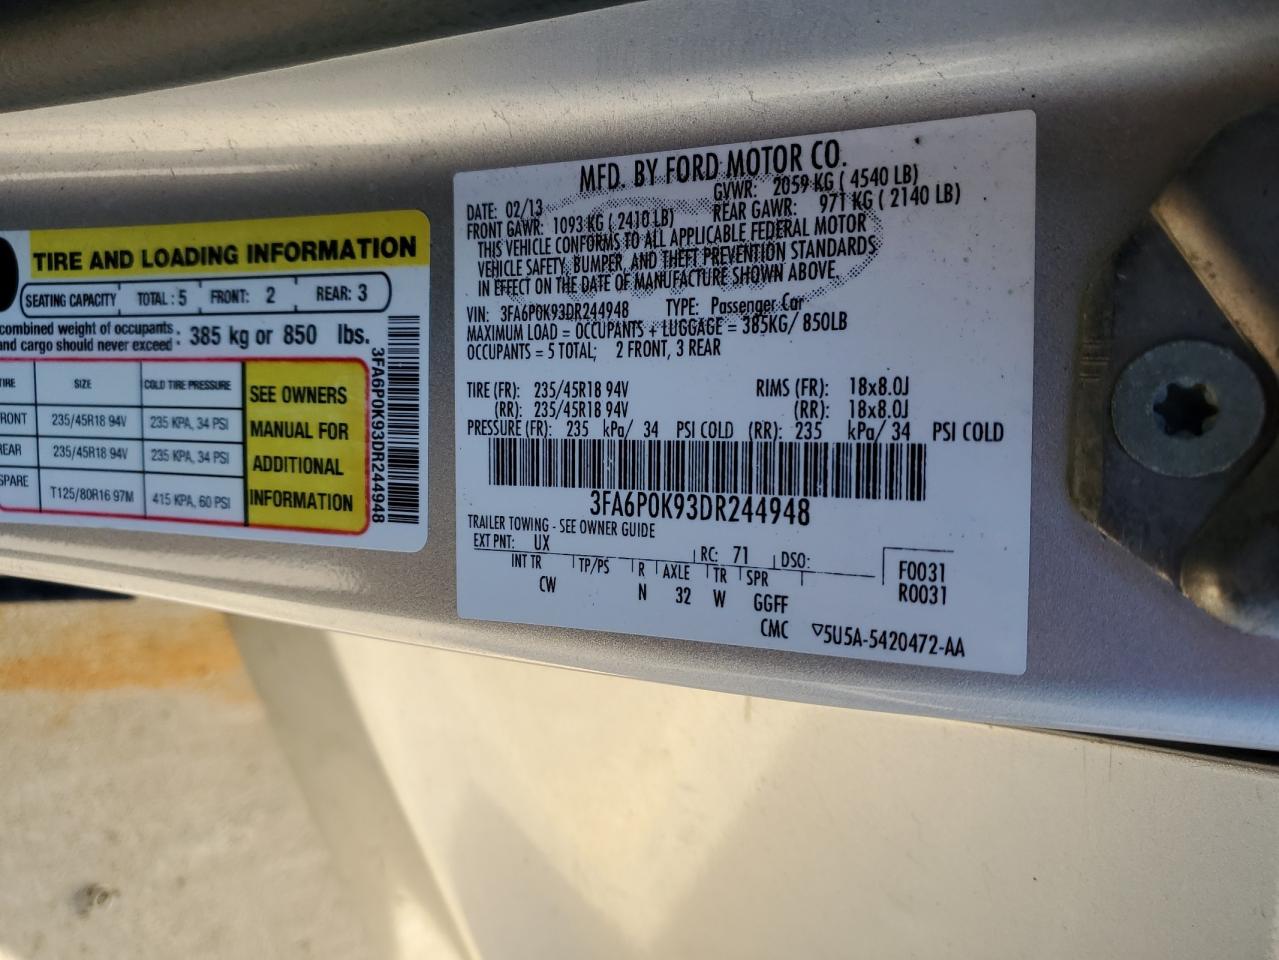 TIRE AND LOADING INFORMATION
SEATING CAPACITY TOTAL: 5 FRONT: 2 REAR: 3
combined weight of occupants and cargo should never exceed: 385 kg or 850 lbs.
SIZE COLD TIRE PRESSURE
235/45R18 94V 235 KPA, 34 PSI
REAR 235/45R18 94V 235 KPA, 34 PSI
SPARE T125/80R16 97M 415 KPA, 60 PSI
SEE OWNERS
MANUAL FOR
ADDITIONAL
INFORMATION
3FA6P0K93DR244948
MFD. BY FORD MOTOR CO.
DATE: 02/13 GVWR: 2059 KG ( 4540 LB)
FRONT GAWR: 1093 KG ( 2410 LB) REAR GAWR: 971 KG ( 2140 LB)
THIS VEHICLE CONFORMS TO ALL APPLICABLE FEDERAL MOTOR
VEHICLE SAFETY, BUMPER, AND THEFT PREVENTION STANDARDS
IN EFFECT ON THE DATE OF MANUFACTURE SHOWN ABOVE.
VIN: 3FA6P0K93DR244948 TYPE: Passenger Car
MAXIMUM LOAD = OCCUPANTS + LUGGAGE = 385KG/ 850LB
OCCUPANTS = 5 TOTAL; 2 FRONT, 3 REAR
TIRE (FR): 235/45R18 94V RIMS (FR): 18x8.0J
(RR): 235/45R18 94V (RR): 18x8.0J
PRESSURE (FR): 235 kPa/ 34 PSI COLD (RR): 235 kPa/ 34 PSI COLD
3FA6P0K93DR244948
TRAILER TOWING - SEE OWNER GUIDE
EXT PNT: UX RC: 71 DSO:
INT TR TP/PS R AXLE TR SPR F0031
CW N 32 W GGFF R0031
CMC ▽5U5A-5420472-AA